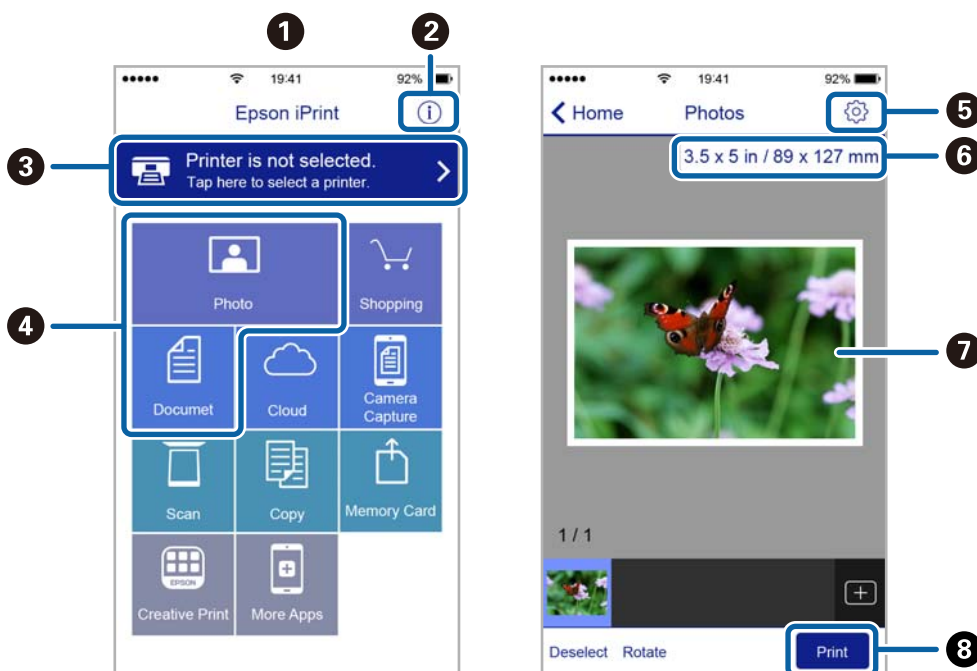 1
2
19:41
92%
Epson iPrint
3
Printer is not selected.
Tap here to select a printer.
4
Photo
Shopping
Documet
Cloud
Camera
Capture
Scan
Copy
Memory Card
EPSON
Creative Print
More Apps
19:41
92%
Home
Photos
5
3.5 x 5 in / 89 x 127 mm
6
7
1 / 1
Deselect
Rotate
Print
8